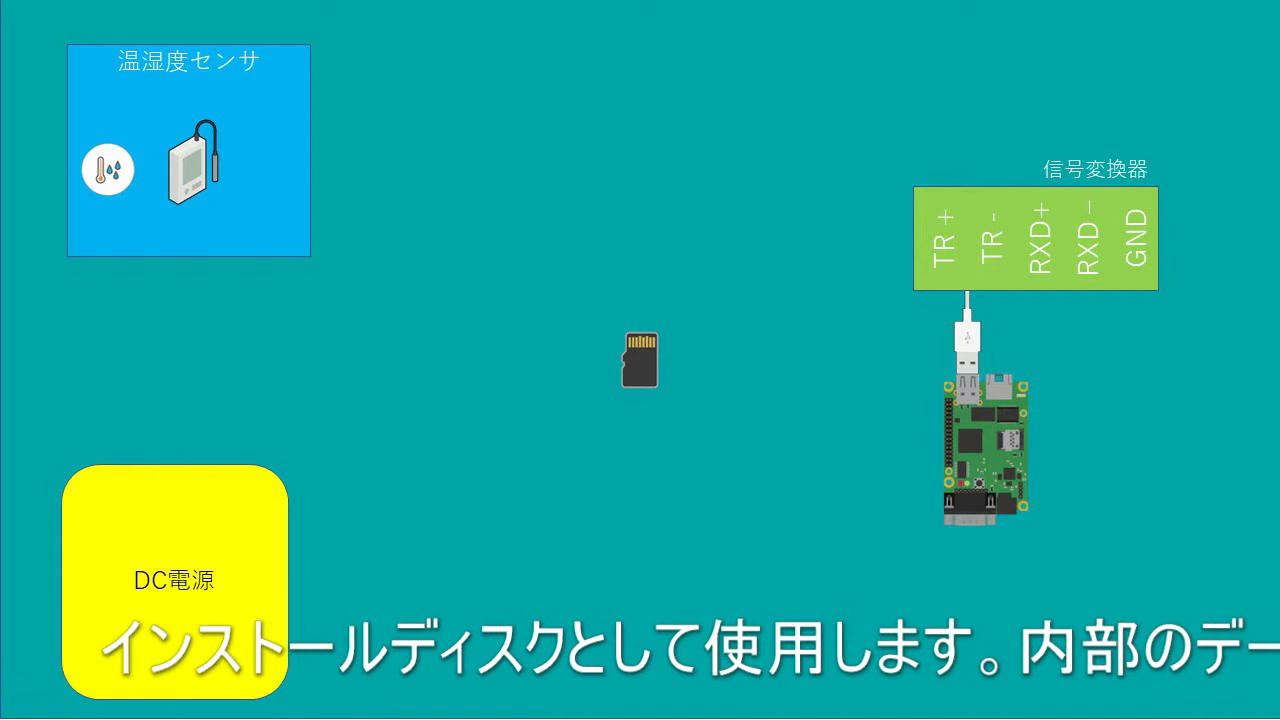 温湿度センサ
信号変換器
TR＋
TR-
RXD+
RXD－
GND
DC電源
インストールディスクとして使用します。内部のデー